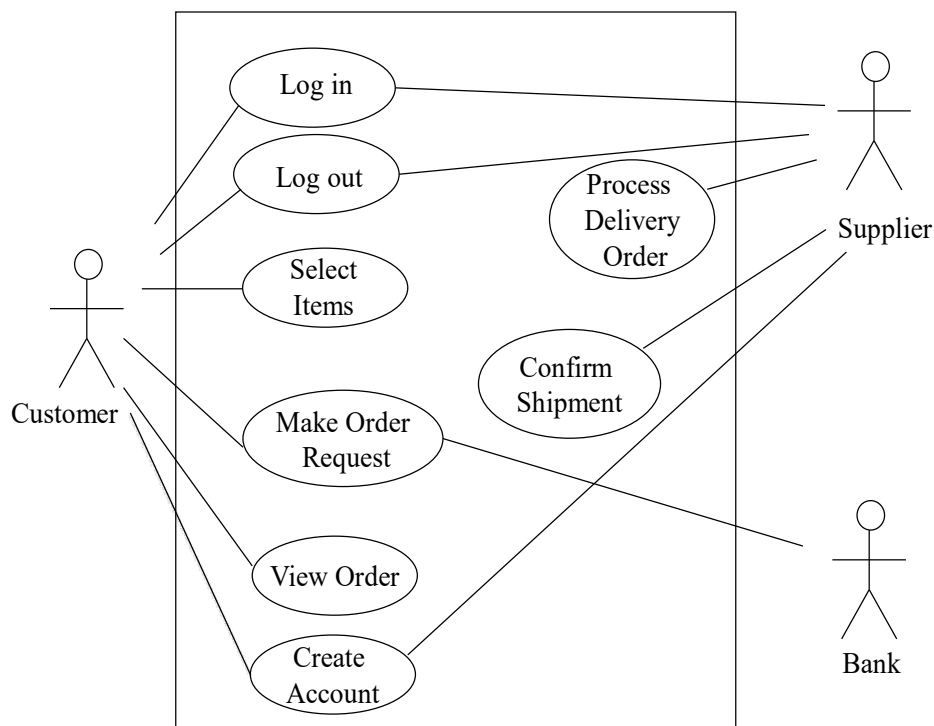 Log in
Log out
Process
Delivery
Order
Supplier
Select
Items
Confirm
Shipment
Customer
Make Order
Request
View Order
Create
Account
Bank